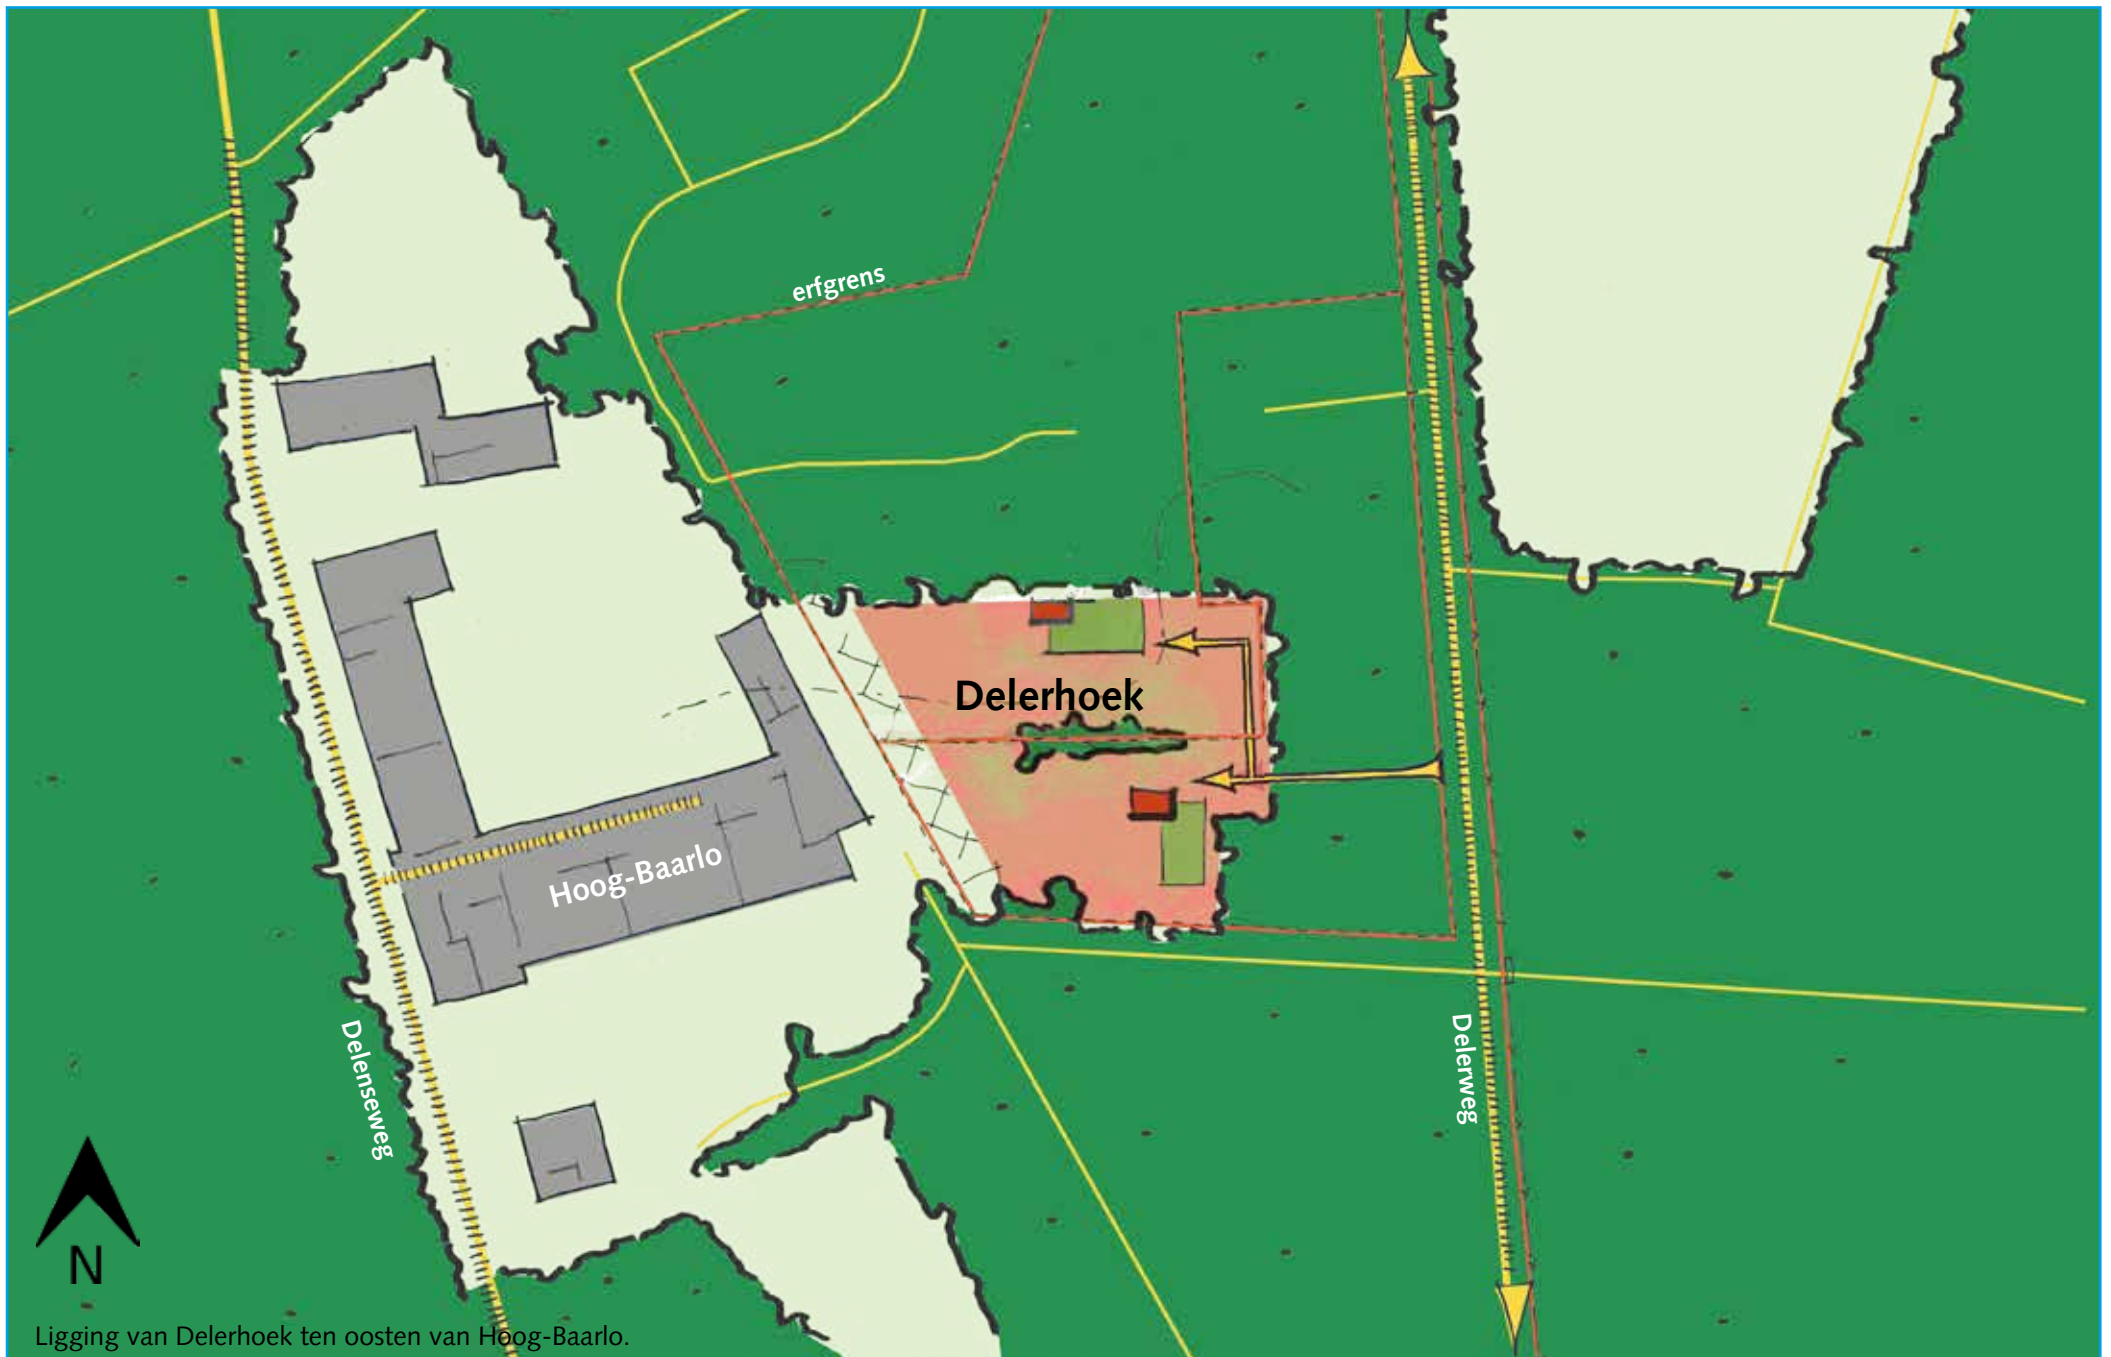 erfgrens
Delerhoek
Hoog-Baarlo
Delenseweg
Delerweg
N
Ligging van Delerhoek ten oosten van Hoog-Baarlo.